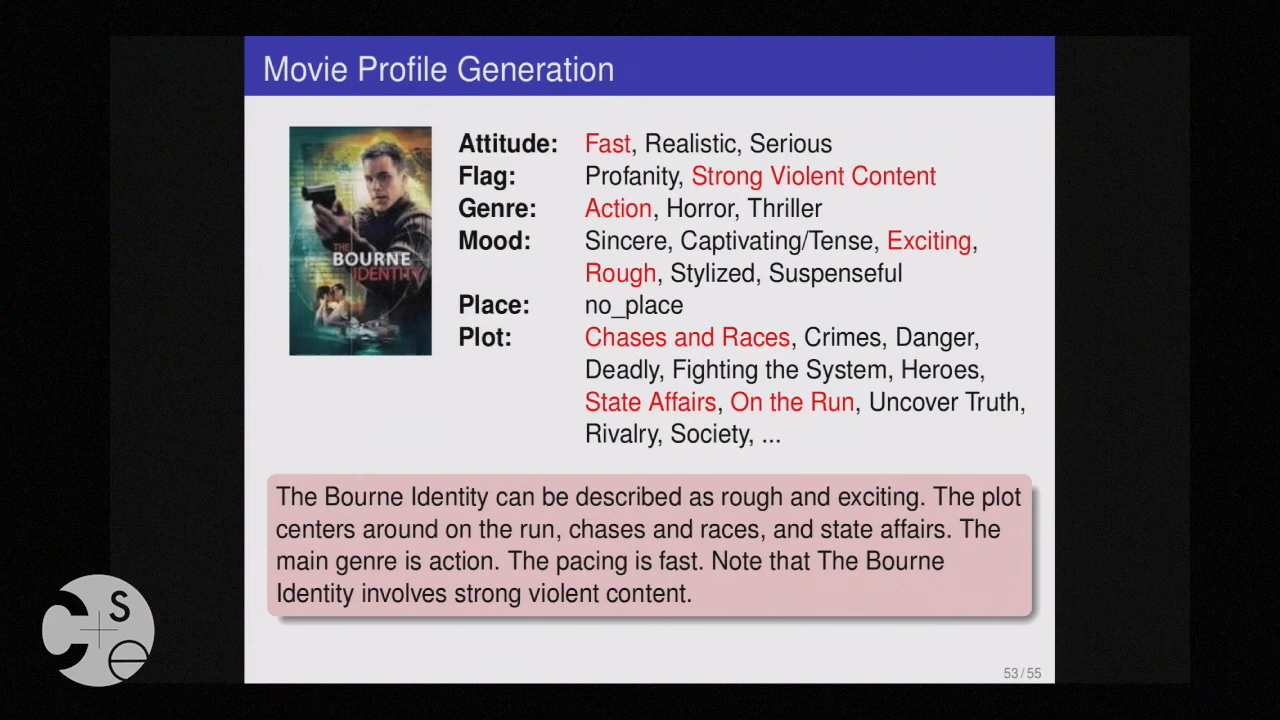 Movie Profile Generation
THE
BOURNE
IDENTITY
Attitude: Fast, Realistic, Serious
Flag: Profanity, Strong Violent Content
Genre: Action, Horror, Thriller
Mood: Sincere, Captivating/Tense, Exciting,
Rough, Stylized, Suspenseful
Place: no_place
Plot: Chases and Races, Crimes, Danger,
Deadly, Fighting the System, Heroes,
State Affairs, On the Run, Uncover Truth,
Rivalry, Society, ...
The Bourne Identity can be described as rough and exciting. The plot
centers around on the run, chases and races, and state affairs. The
main genre is action. The pacing is fast. Note that The Bourne
Identity involves strong violent content.
53 / 55
C s e